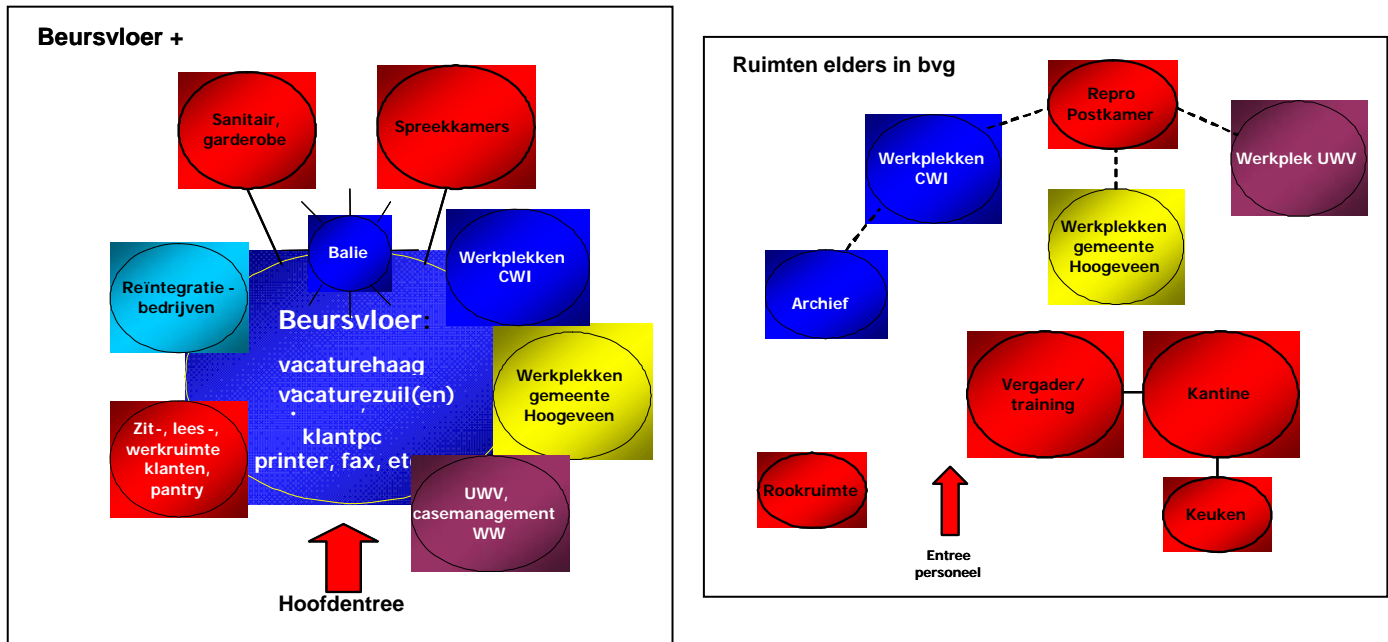 Beursvloer +
Sanitair,
garderobe
Spreekkamers
Balie
Werkplekken
CWI
Reïntegratie -
bedrijven
Beursvloer:
vacaturehaag
vacaturezuil(en)
klantpc
printer, fax, etc
Werkplekken
gemeente
Hoogeveen
Zit-, lees -,
werkruimte
klanten,
pantry
UWV,
casemanagement
WW
Hoofdentree
Ruimten elders in bvg
Repro
Postkamer
Werkplekken
CWI
Werkplek UWV
Werkplekken
gemeente
Hoogeveen
Archief
Vergader/
training
Kantine
Rookruimte
Keuken
Entree
personeel